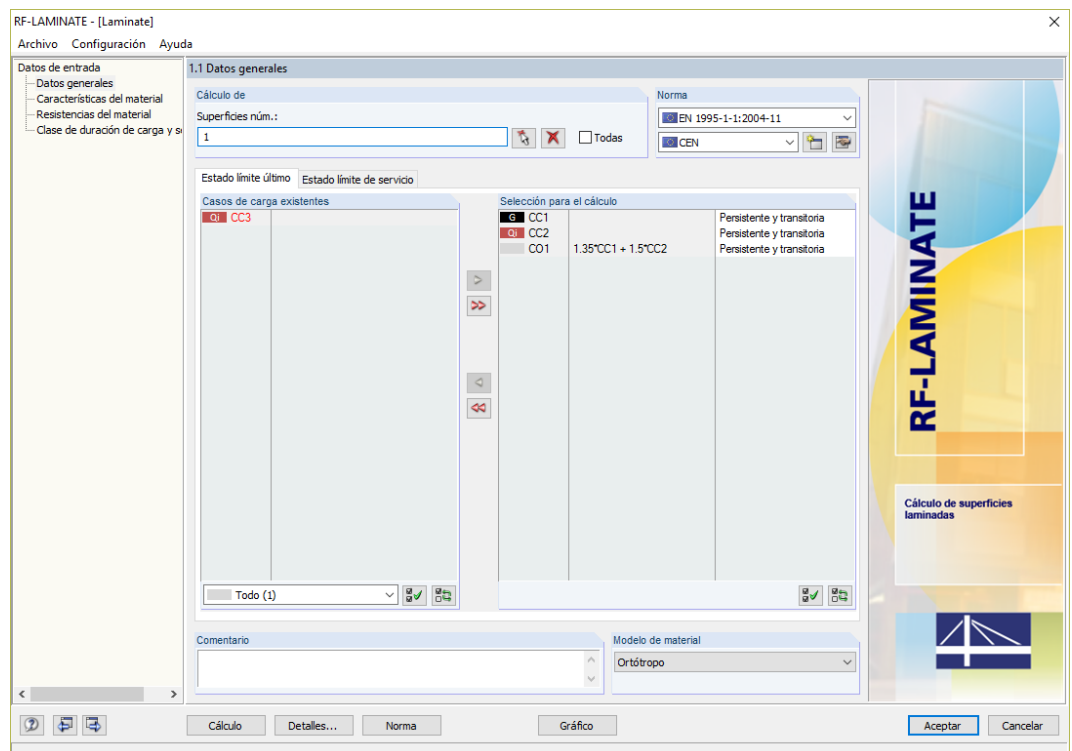 RF-LAMINATE - [Laminate]
Archivo Configuración Ayuda
Datos de entrada
Datos generales
Características del material
Resistencias del material
Clase de duración de carga y s
1.1 Datos generales
Cálculo de
Superficies núm.:
1
Todas
Norma
EN 1995-1-1:2004-11
CEN
Estado límite último Estado límite de servicio
Casos de carga existentes
Qi CC3
Todo (1)
Selección para el cálculo
G CC1 Persistente y transitoria
Qi CC2 Persistente y transitoria
CO1 1.35*CC1 + 1.5*CC2 Persistente y transitoria
Comentario
Modelo de material
Ortótropo
RF-LAMINATE
Cálculo de superficies
laminadas
Cálculo Detalles... Norma Gráfico Aceptar Cancelar